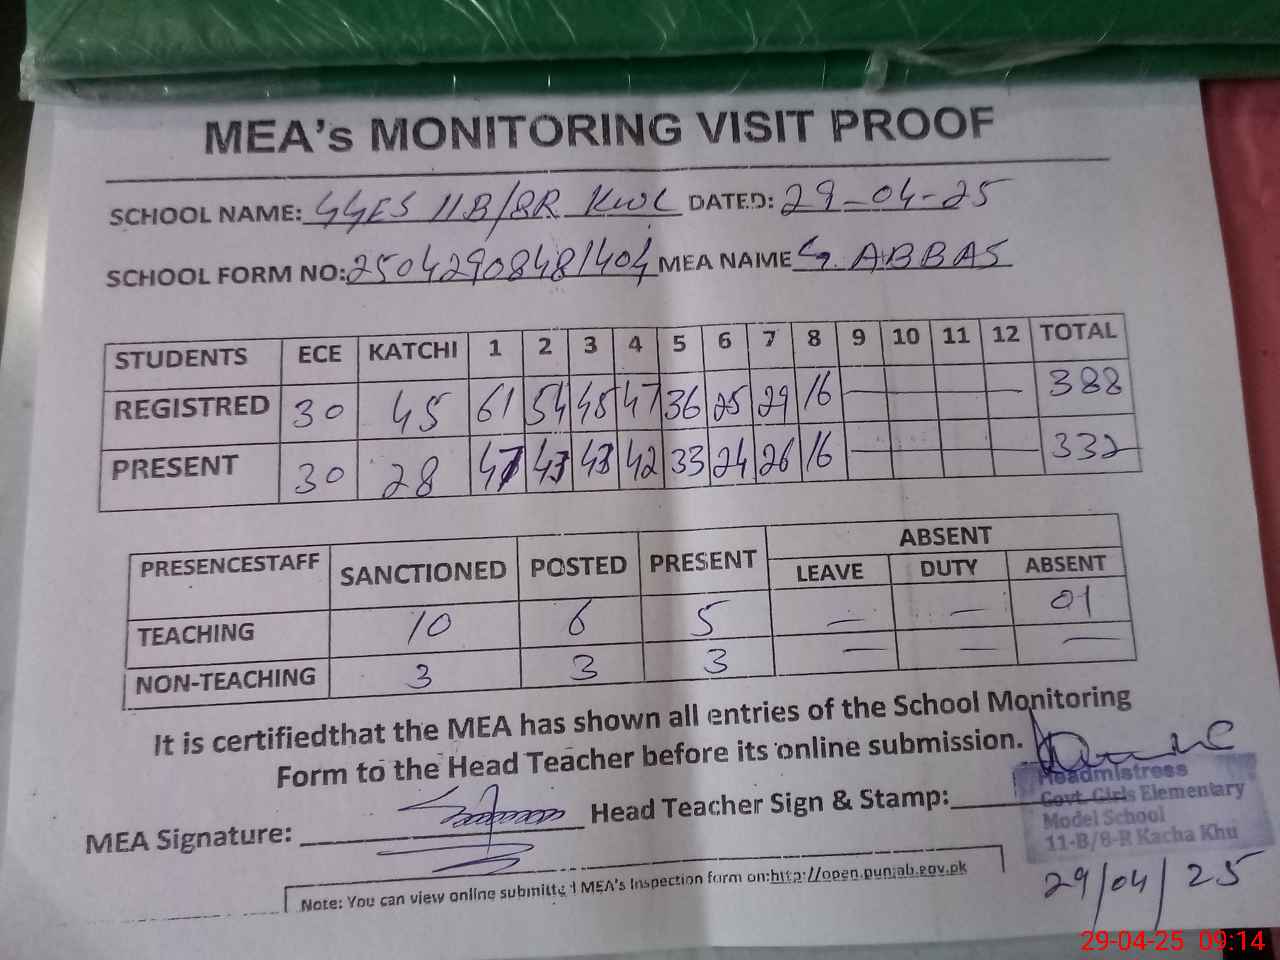 MEA's MONITORING VISIT PROOF
SCHOOL NAME: GGES 11B/8R KWL DATED: 29-04-25
SCHOOL FORM NO: 25042908481404 MEA NAME G. ABBAS
STUDENTS ECE KATCHI 1 2 3 4 5 6 7 8 9 10 11 12 TOTAL
REGISTRED 30 45 61 54 45 47 36 25 29 16 — — — — 388
PRESENT 30 28 47 43 43 42 33 24 26 16 — — — — 332
ABSENT
PRESENCESTAFF SANCTIONED POSTED PRESENT LEAVE DUTY ABSENT
TEACHING 10 6 5 — — 01
NON-TEACHING 3 3 3 — — —
It is certifiedthat the MEA has shown all entries of the School Monitoring
Form to the Head Teacher before its online submission.
MEA Signature: Head Teacher Sign & Stamp:
Headmistress
Govt. Girls Elementary
Model School
11-B/8-R Kacha Khu
29/04/25
Note: You can view online submitted MEA's Inspection form on:http://open.punjab.gov.pk
29-04-25 09:14